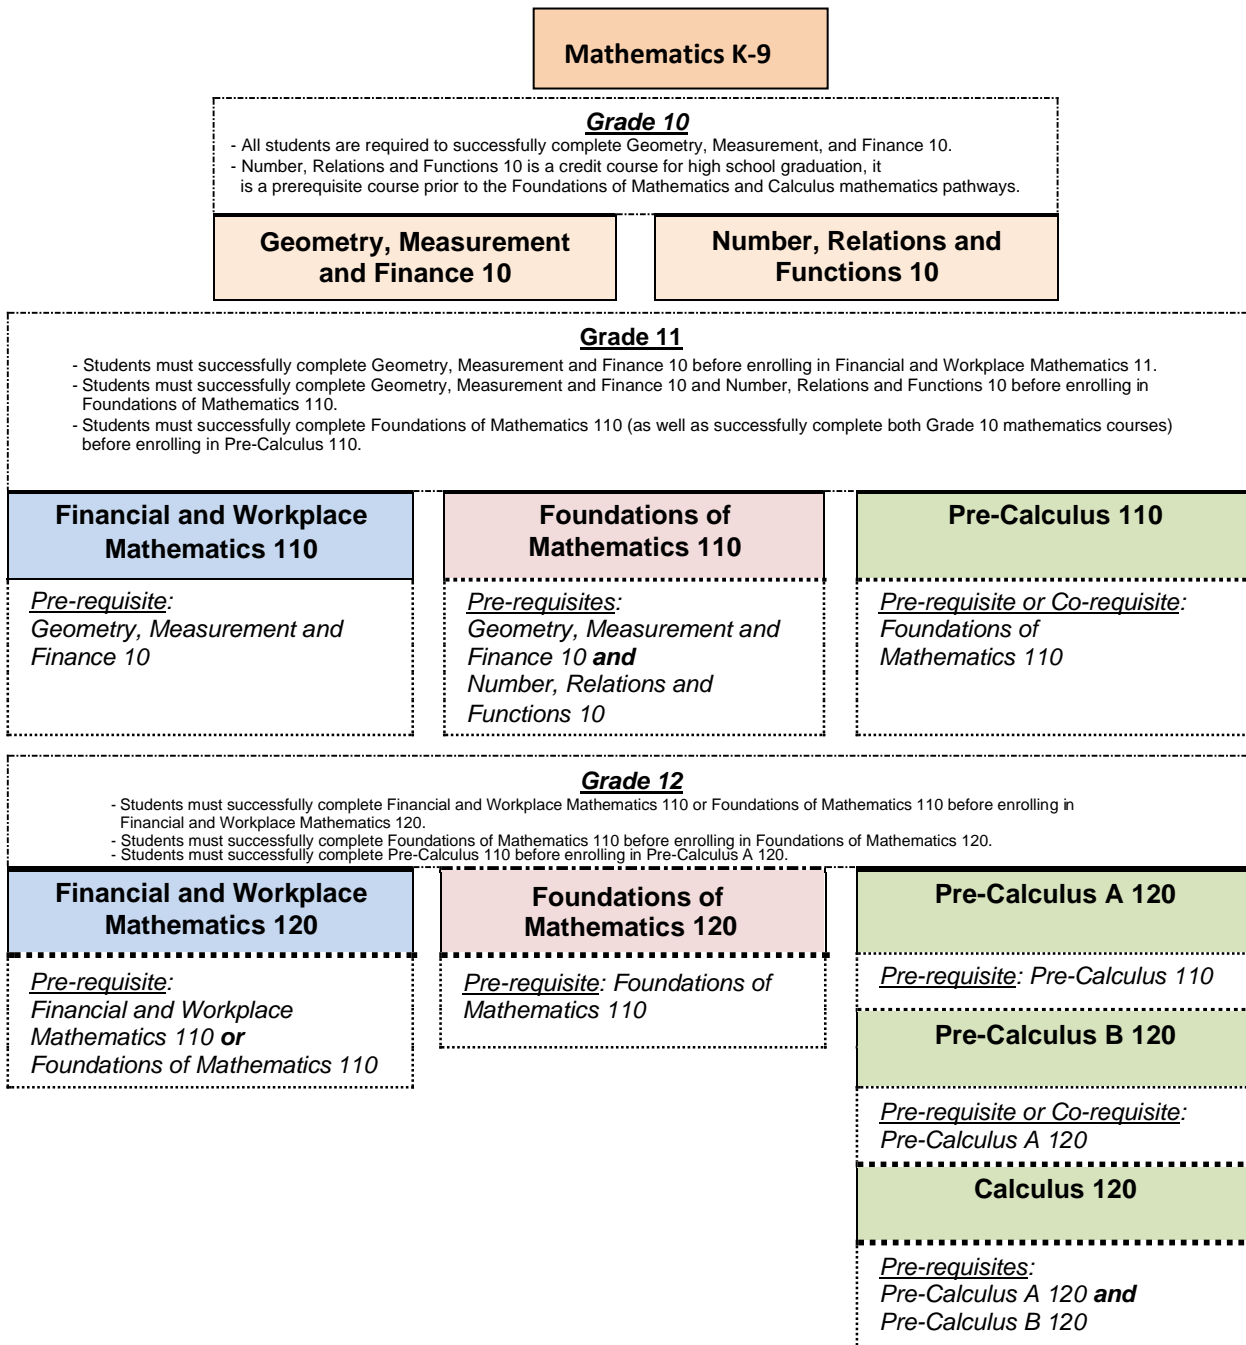 Mathematics K-9
Grade 10
- All students are required to successfully complete Geometry, Measurement, and Finance 10.
- Number, Relations and Functions 10 is a credit course for high school graduation, it
is a prerequisite course prior to the Foundations of Mathematics and Calculus mathematics pathways.
Geometry, Measurement
and Finance 10
Number, Relations and
Functions 10
Grade 11
- Students must successfully complete Geometry, Measurement and Finance 10 before enrolling in Financial and Workplace Mathematics 11.
- Students must successfully complete Geometry, Measurement and Finance 10 and Number, Relations and Functions 10 before enrolling in
Foundations of Mathematics 110.
- Students must successfully complete Foundations of Mathematics 110 (as well as successfully complete both Grade 10 mathematics courses)
before enrolling in Pre-Calculus 110.
Financial and Workplace
Mathematics 110
Pre-requisite:
Geometry, Measurement and
Finance 10
Foundations of
Mathematics 110
Pre-requisites:
Geometry, Measurement and
Finance 10 and
Number, Relations and
Functions 10
Pre-Calculus 110
Pre-requisite or Co-requisite:
Foundations of
Mathematics 110
Grade 12
- Students must successfully complete Financial and Workplace Mathematics 110 or Foundations of Mathematics 110 before enrolling in
Financial and Workplace Mathematics 120.
- Students must successfully complete Foundations of Mathematics 110 before enrolling in Foundations of Mathematics 120.
- Students must successfully complete Pre-Calculus 110 before enrolling in Pre-Calculus A 120.
Financial and Workplace
Mathematics 120
Pre-requisite:
Financial and Workplace
Mathematics 110 or
Foundations of Mathematics 110
Foundations of
Mathematics 120
Pre-requisite: Foundations of
Mathematics 110
Pre-Calculus A 120
Pre-requisite: Pre-Calculus 110
Pre-Calculus B 120
Pre-requisite or Co-requisite:
Pre-Calculus A 120
Calculus 120
Pre-requisites:
Pre-Calculus A 120 and
Pre-Calculus B 120